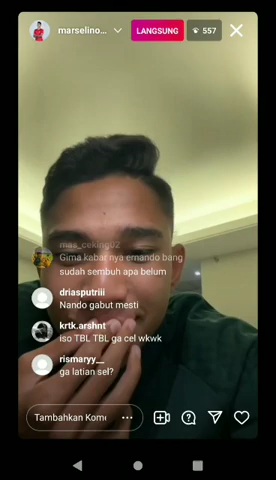 marselino...
LANGSUNG
557
mas_ceking02
Gima kabar nya emando bang
sudah sembuh apa belum
driasputriii
Nando gabut mesti
krtk.arshnt
iso TBL TBL ga cel wkwk
rismaryy__
ga latian sel?
Tambahkan Kome